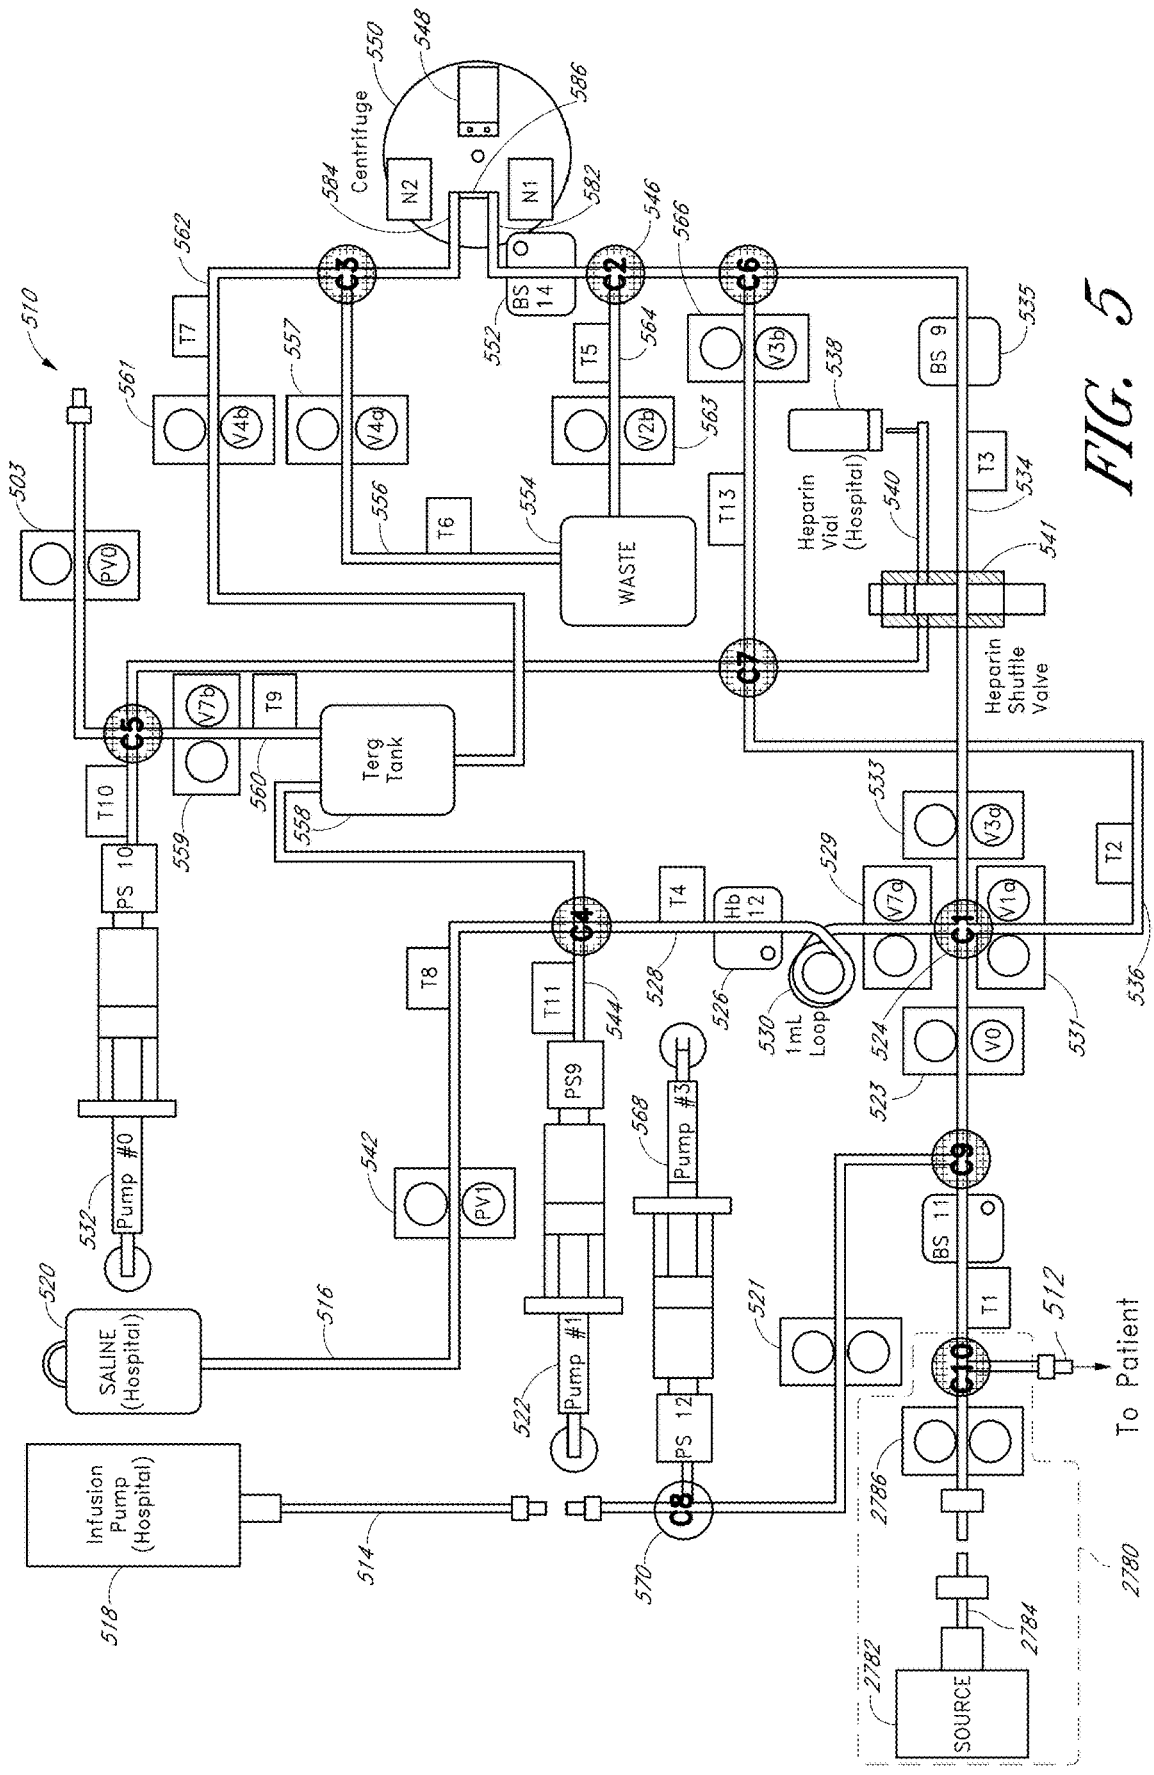 FIG. 5
510
518
Infusion
Pump
(Hospital)
514
520
SALINE
(Hospital)
516
532
Pump #0
PS 10
T10
C5
503
PV0
559
V7b
T9
560
558
Terg
Tank
561
V4b
T7
562
557
V4a
556
T6
C3
584
Centrifuge
550
548
586
N2
N1
582
552
BS
14
C2
546
T5
564
V2b
563
554
WASTE
542
PV1
T8
522
Pump #1
PS9
T11
544
C4
T4
528
Hb
12
526
530
1mL
Loop
568
Pump #3
PS 12
C8
570
521
529
V7a
C1
524
V1a
531
523
V0
533
V3a
T2
536
C7
T13
V3b
566
C6
538
Heparin
Vial
(Hospital)
540
541
Heparin
Shuttle
Valve
T3
534
BS 9
535
C9
BS 11
T1
C10
512
To Patient
2786
2780
2784
2782
SOURCE